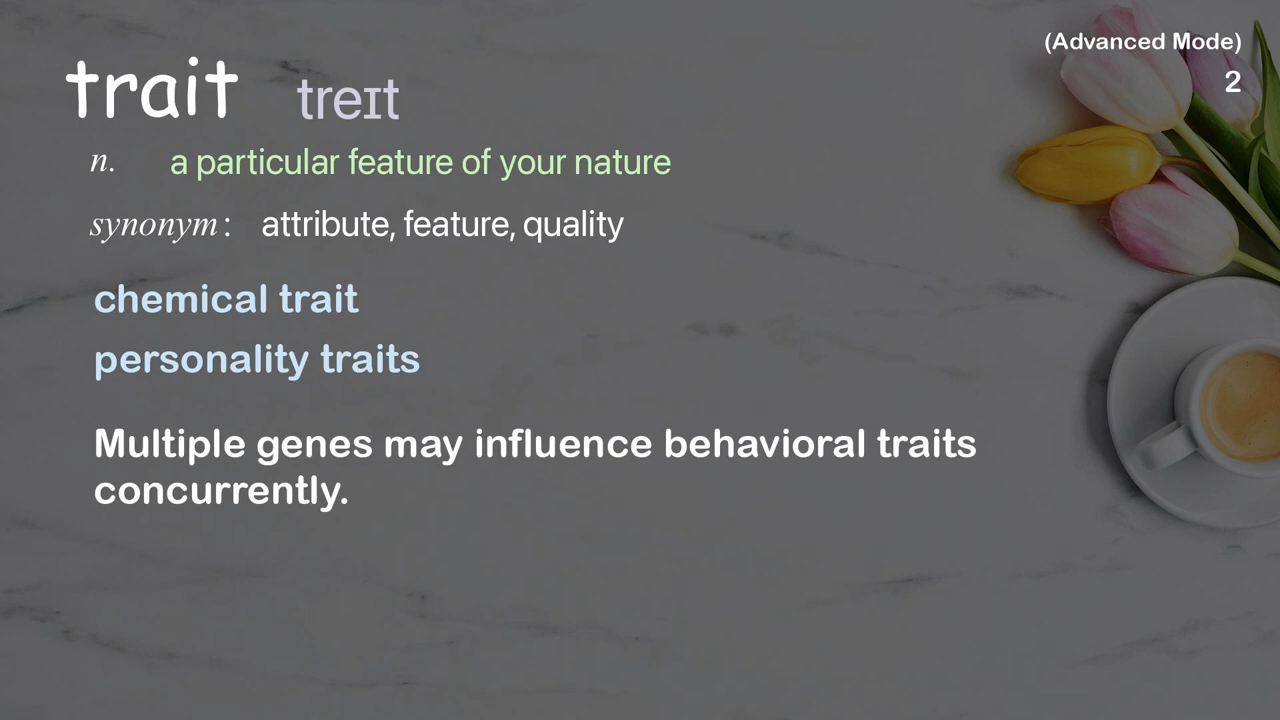 (Advanced Mode)
2
trait treɪt
n. a particular feature of your nature
synonym: attribute, feature, quality
chemical trait
personality traits
Multiple genes may influence behavioral traits
concurrently.